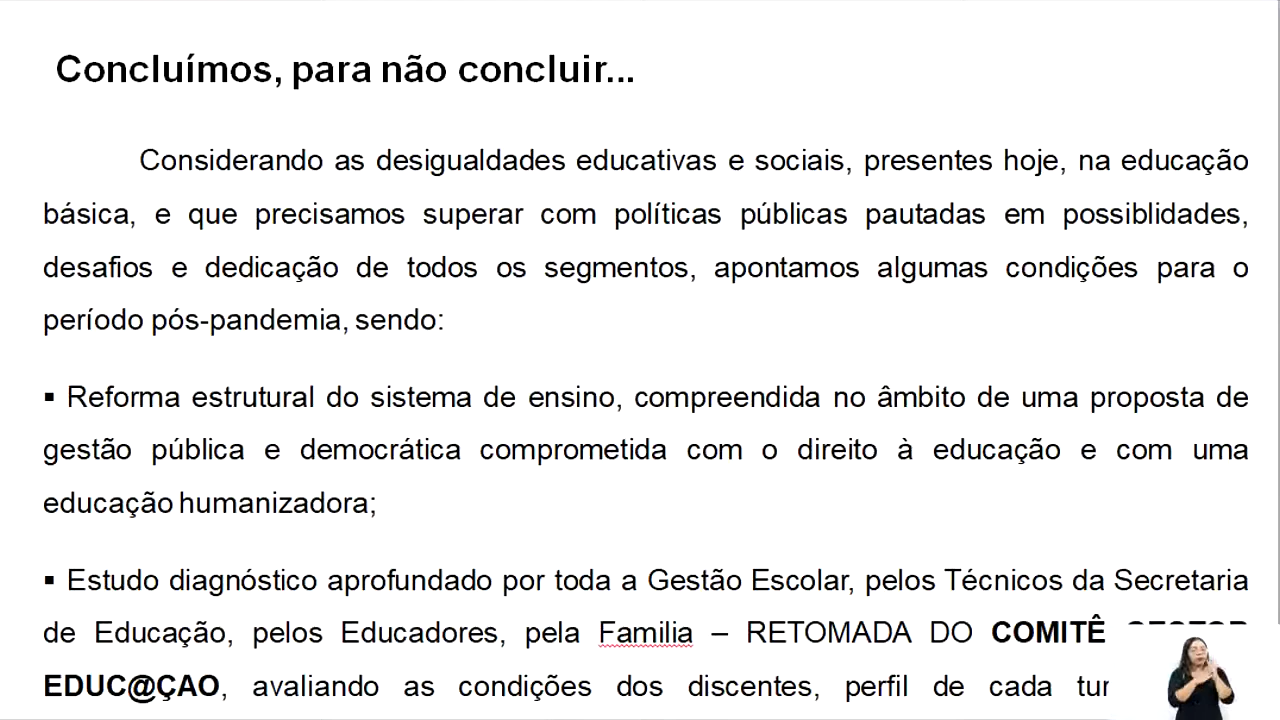 Concluímos, para não concluir...
Considerando as desigualdades educativas e sociais, presentes hoje, na educação
básica, e que precisamos superar com políticas públicas pautadas em possiblidades,
desafios e dedicação de todos os segmentos, apontamos algumas condições para o
período pós-pandemia, sendo:
▪ Reforma estrutural do sistema de ensino, compreendida no âmbito de uma proposta de
gestão pública e democrática comprometida com o direito à educação e com uma
educação humanizadora;
▪ Estudo diagnóstico aprofundado por toda a Gestão Escolar, pelos Técnicos da Secretaria
de Educação, pelos Educadores, pela Familia – RETOMADA DO COMITÊ
EDUC@ÇAO, avaliando as condições dos discentes, perfil de cada